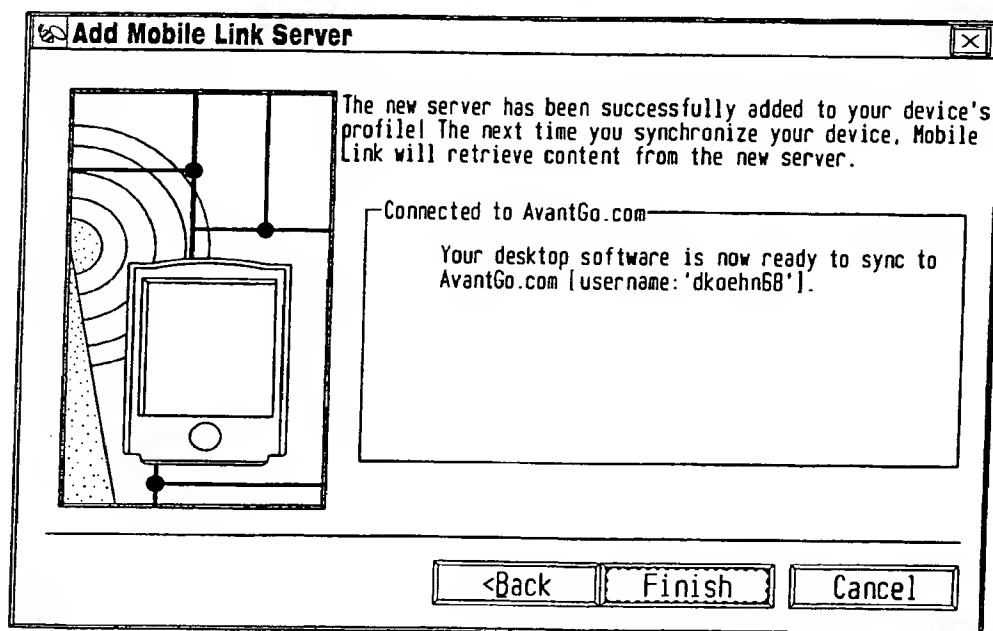 Add Mobile Link Server
The new server has been successfully added to your device's
profile! The next time you synchronize your device, Mobile
Link will retrieve content from the new server.
Connected to AvantGo.com
Your desktop software is now ready to sync to
AvantGo.com [username: 'dkoehn68'].
<Back
Finish
Cancel